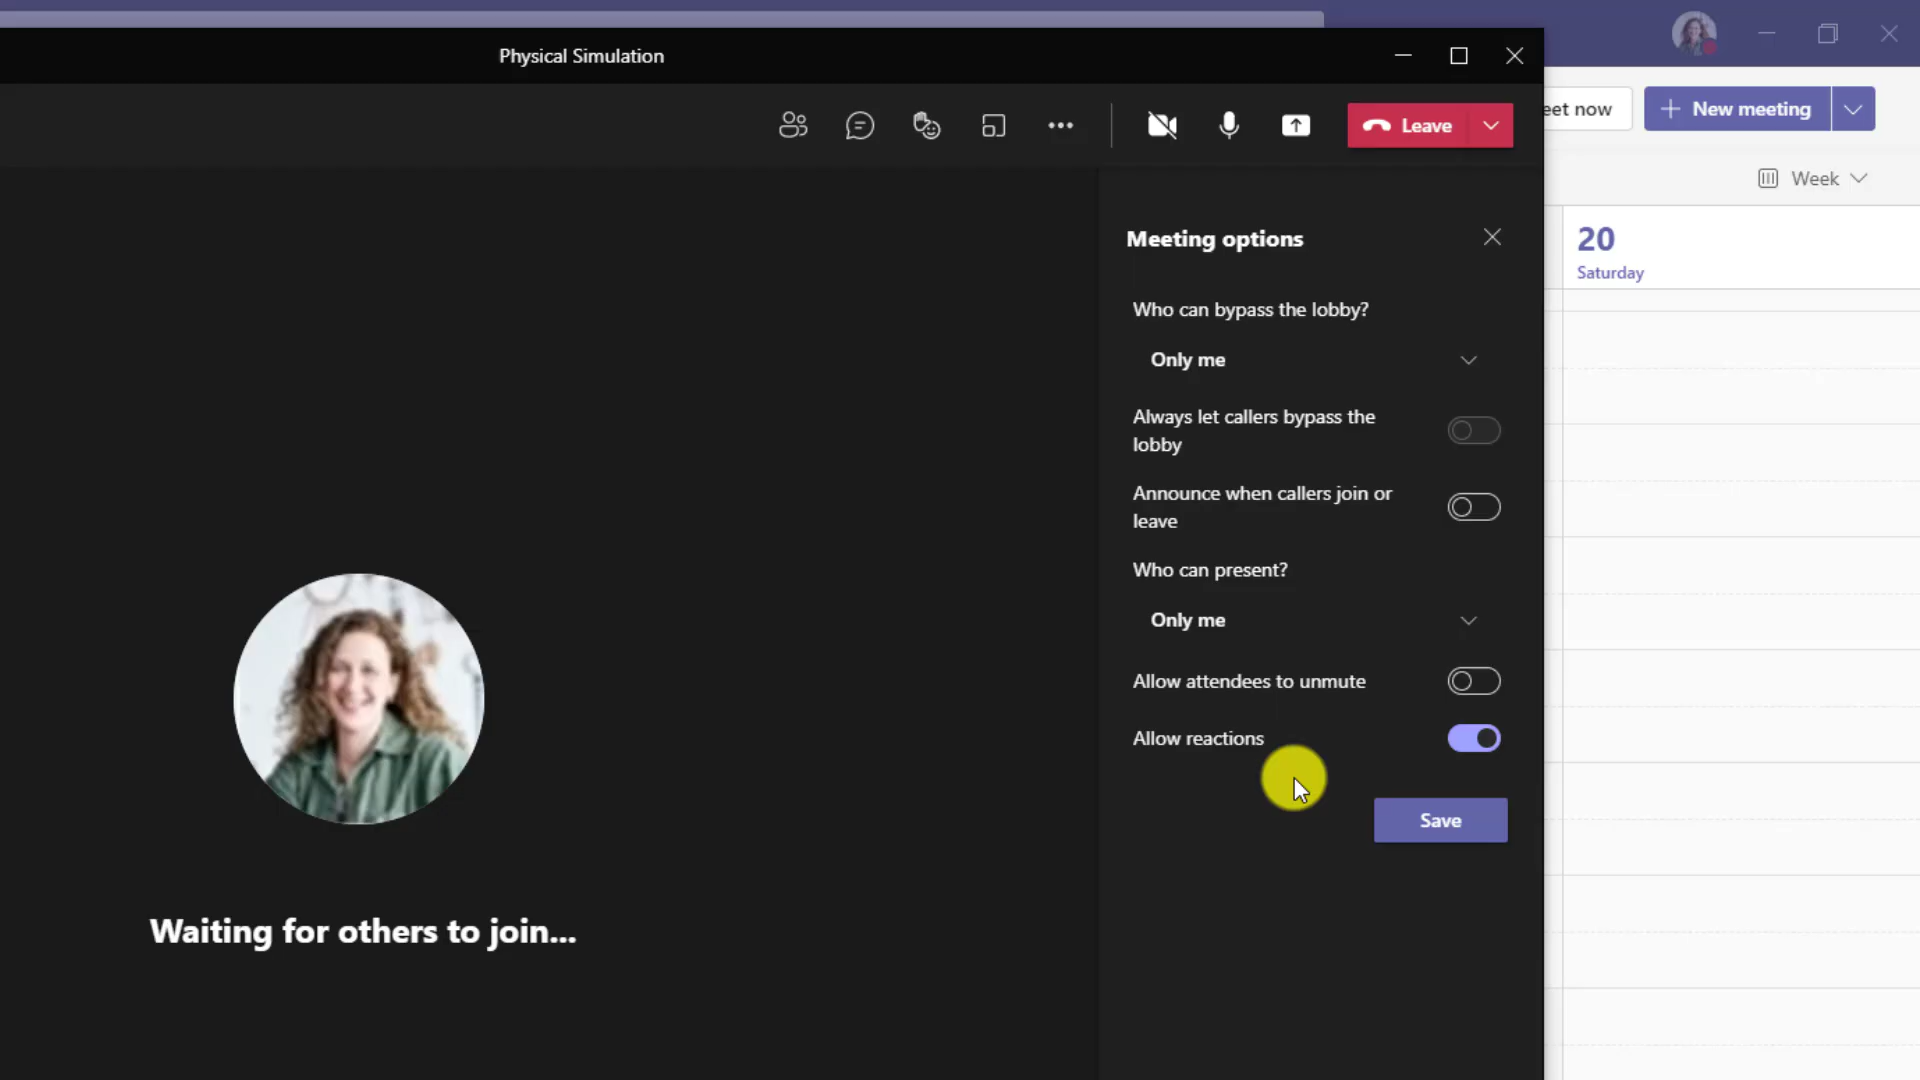 Physical Simulation
Leave
eet now
New meeting
Week
Meeting options
20
Saturday
Who can bypass the lobby?
Only me
Always let callers bypass the
lobby
Announce when callers join or
leave
Who can present?
Only me
Allow attendees to unmute
Allow reactions
Save
Waiting for others to join...